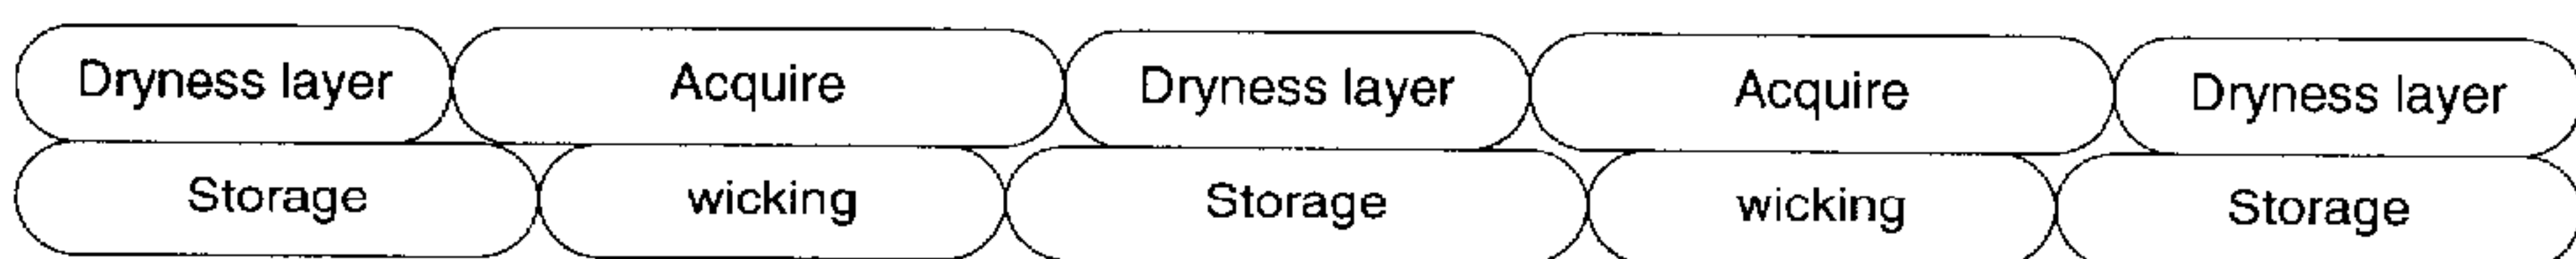 Dryness layer Acquire Dryness layer Acquire Dryness layer
Storage wicking Storage wicking Storage